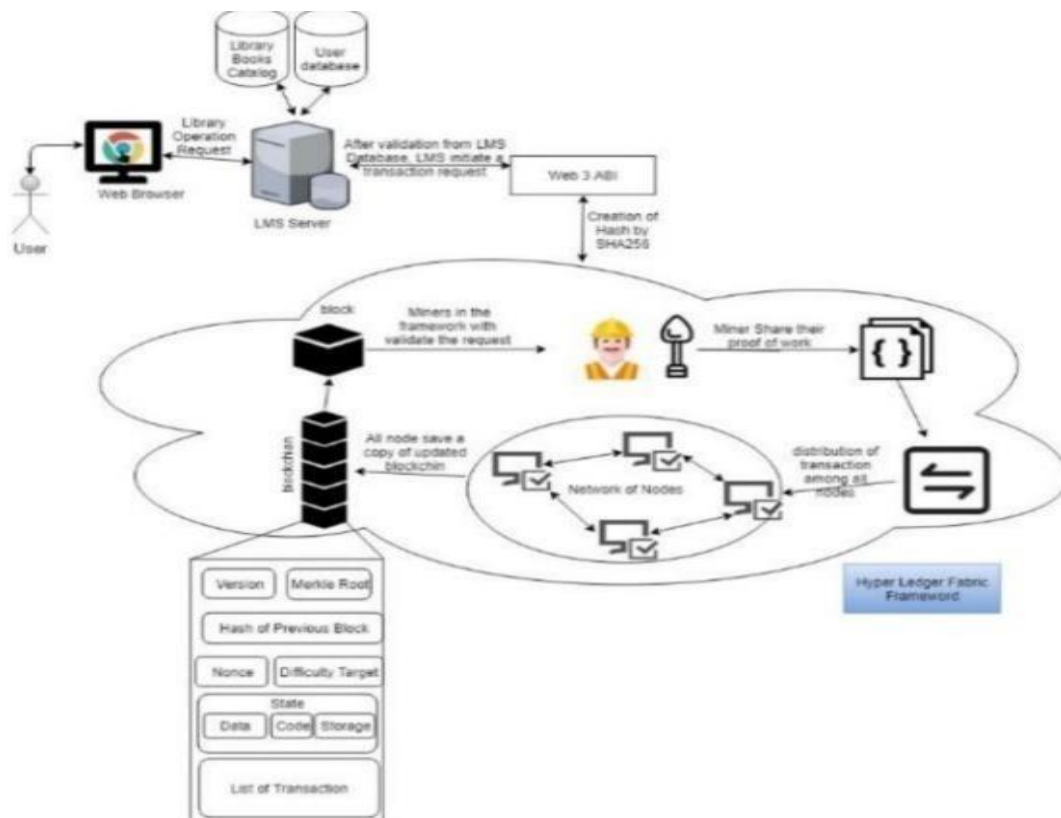 Library
Books
Catalog
User
database
Library
Operation
Request
After validation from LMS
Database, LMS initiate a
transaction request
Web 3 ABI
Web Browser
LMS Server
User
Creation of
Hash by
SHA256
block
Miners in the
framework with
validate the request
Miner Share their
proof of work
blockchian
All node save a
copy of updated
blockchin
Network of Nodes
distribution of
transaction
among all
nodes
Hyper Ledger Fabric
Frameword
Version
Merkle Root
Hash of Previous Block
Nonce
Difficulty Target
State
Data
Code
Storage
List of Transaction